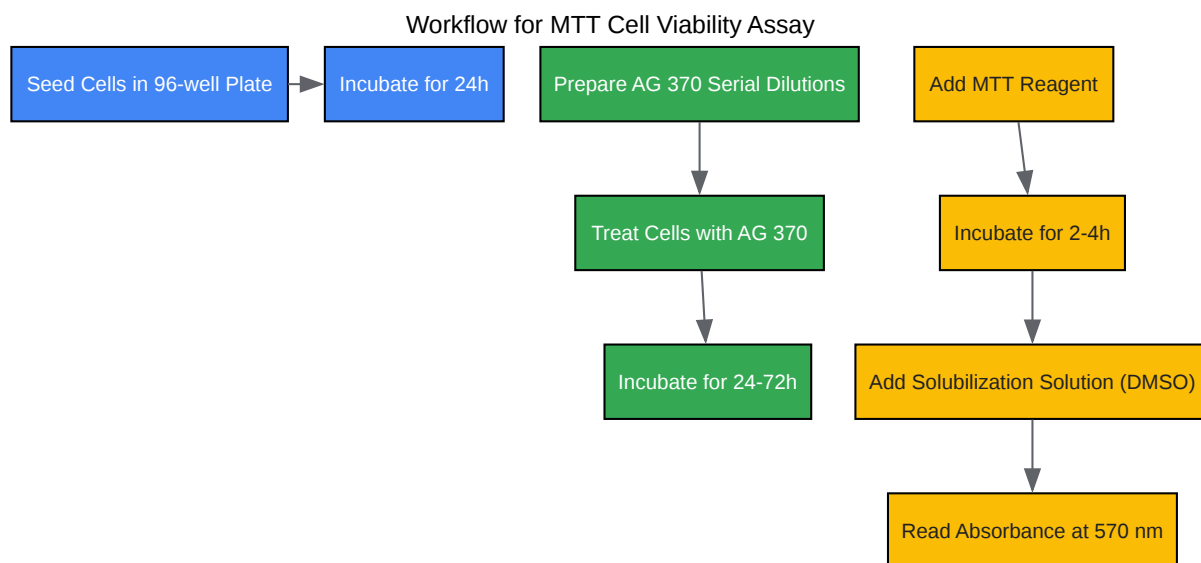 Workflow for MTT Cell Viability Assay
Seed Cells in 96-well Plate
Incubate for 24h
Prepare AG 370 Serial Dilutions
Treat Cells with AG 370
Incubate for 24-72h
Add MTT Reagent
Incubate for 2-4h
Add Solubilization Solution (DMSO)
Read Absorbance at 570 nm